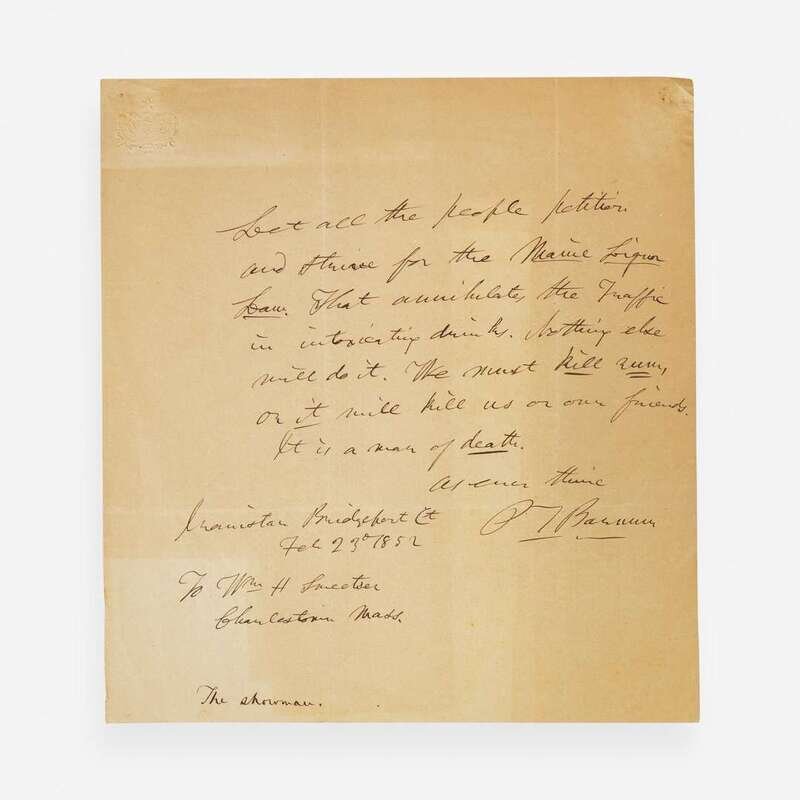 Let all the people petition
and strive for the Maine Liquor
Law. That annihilates the Traffic
in intoxicating drinks. Nothing else
will do it. We must kill rum,
or it will kill us or our friends.
It is a man of death.
As ever thine
P T Barnum
Iranistan Bridgeport Ct
Feb 23d 1852
To Wm H Smeetser
Charlestown Mass.
The showman.